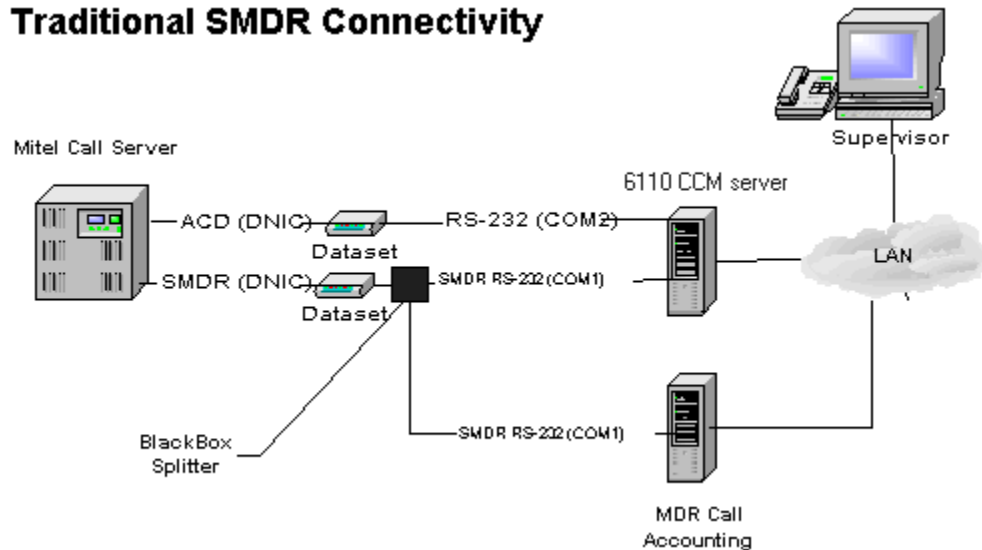 Traditional SMDR Connectivity
Supervisor
Mitel Call Server
6110 CCM server
ACD (DNIC)
Dataset
RS-232 (COM2)
LAN
SMDR (DNIC)
Dataset
SMDR RS-232 (COM1)
BlackBox
Splitter
SMDR RS-232 (COM1)
MDR Call
Accounting